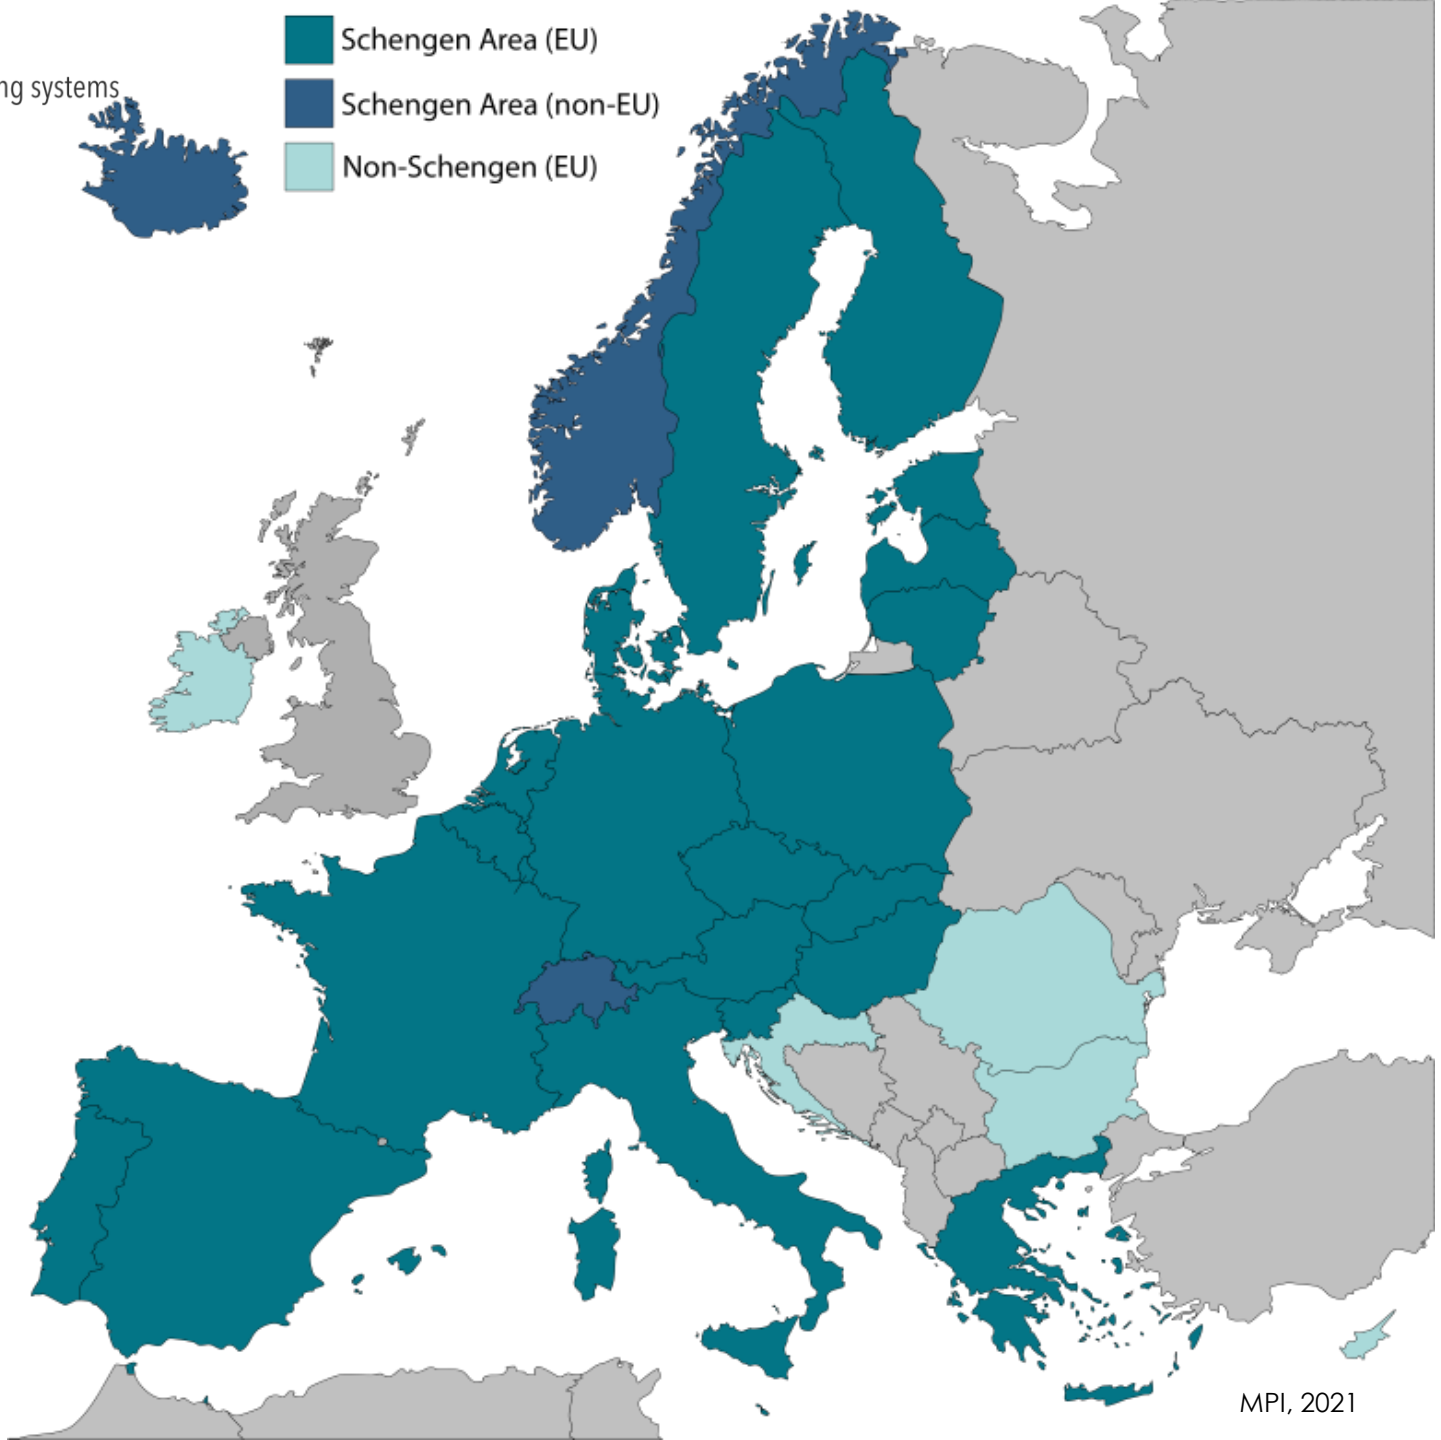 Schengen Area (EU)
ng systems
Schengen Area (non-EU)
Non-Schengen (EU)
MPI, 2021